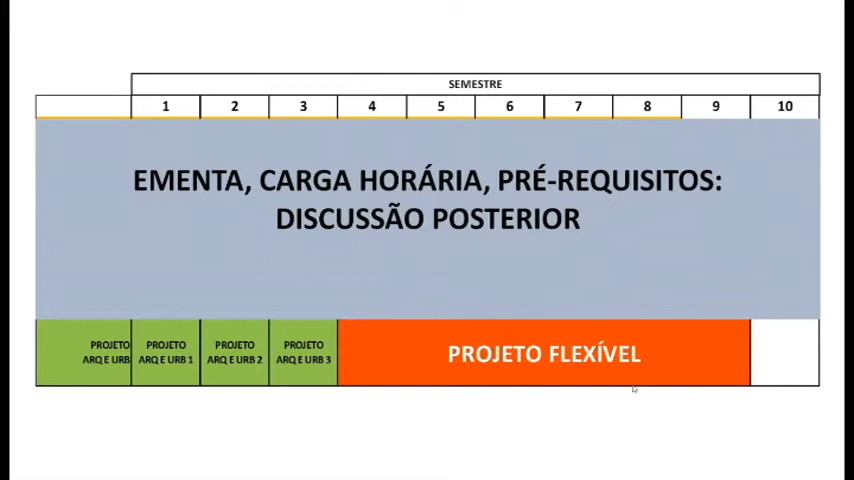 SEMESTRE
1 2 3 4 5 6 7 8 9 10
EMENTA, CARGA HORÁRIA, PRÉ-REQUISITOS:
DISCUSSÃO POSTERIOR
PROJETO
ARQ E URB
PROJETO
ARQ E URB 1
PROJETO
ARQ E URB 2
PROJETO
ARQ E URB 3
PROJETO FLEXÍVEL